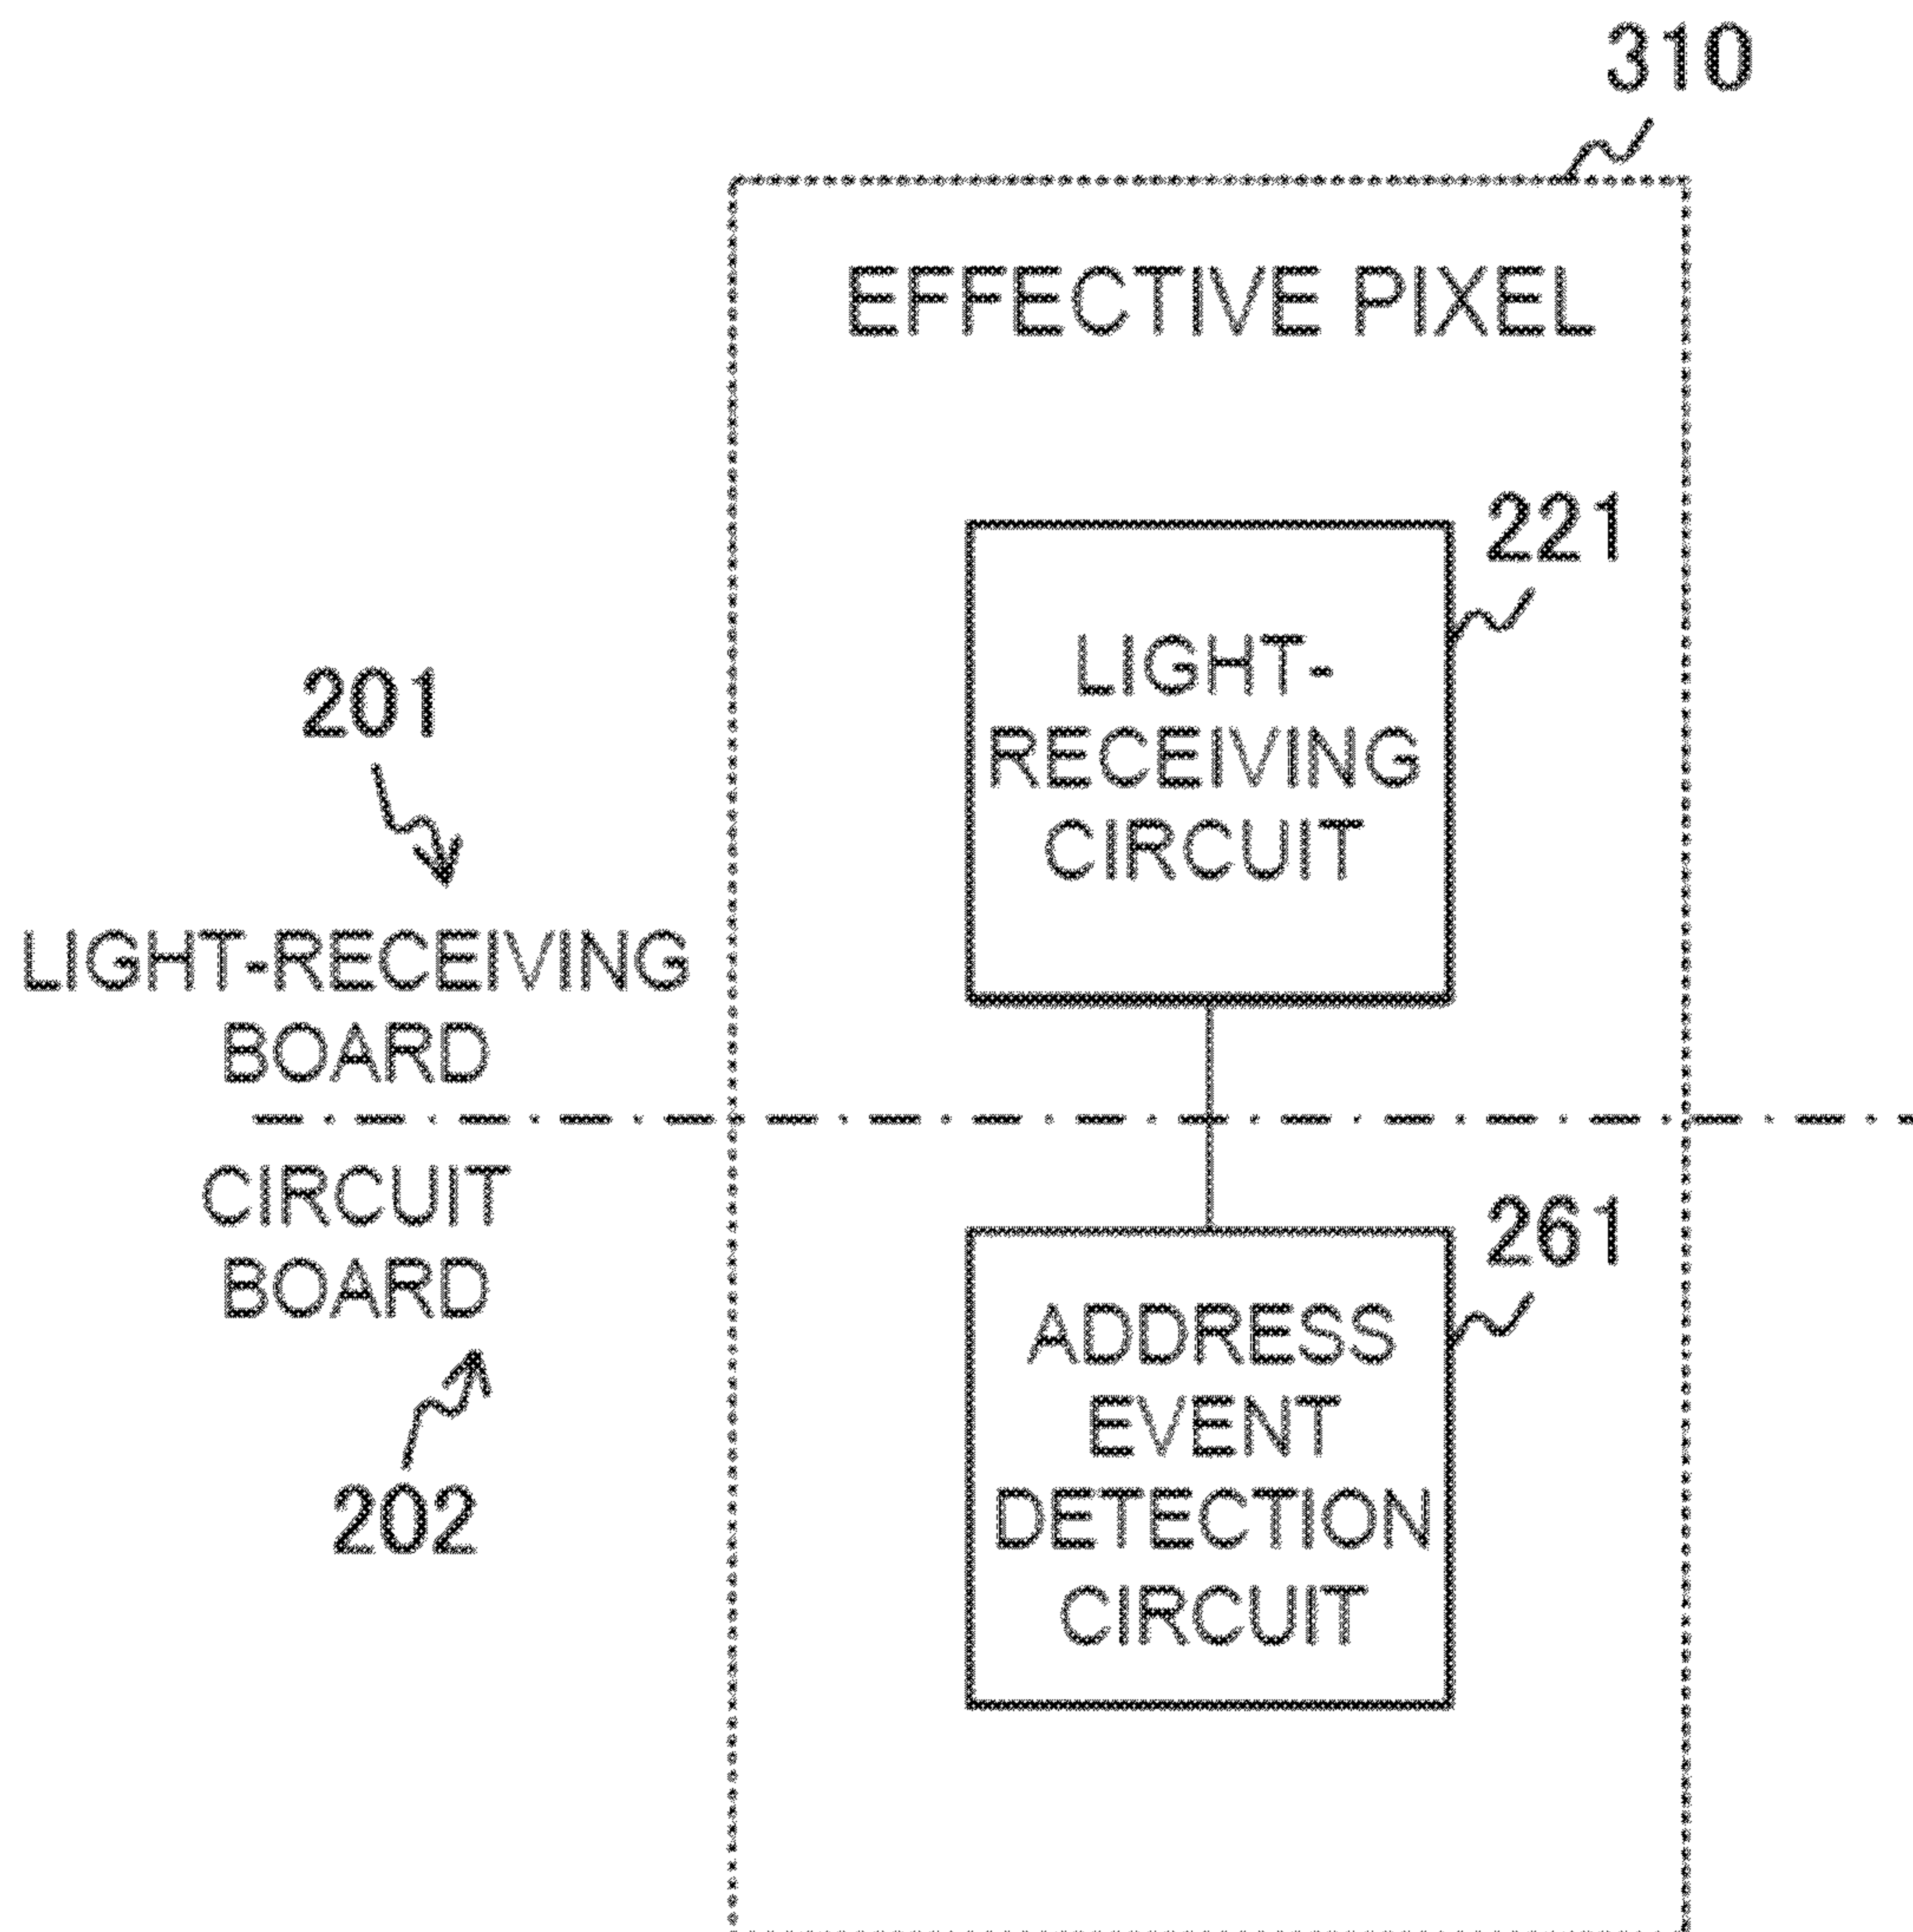 310
EFFECTIVE PIXEL
221
LIGHT-
RECEIVING
CIRCUIT
201
LIGHT-RECEIVING
BOARD
CIRCUIT
BOARD
202
261
ADDRESS
EVENT
DETECTION
CIRCUIT